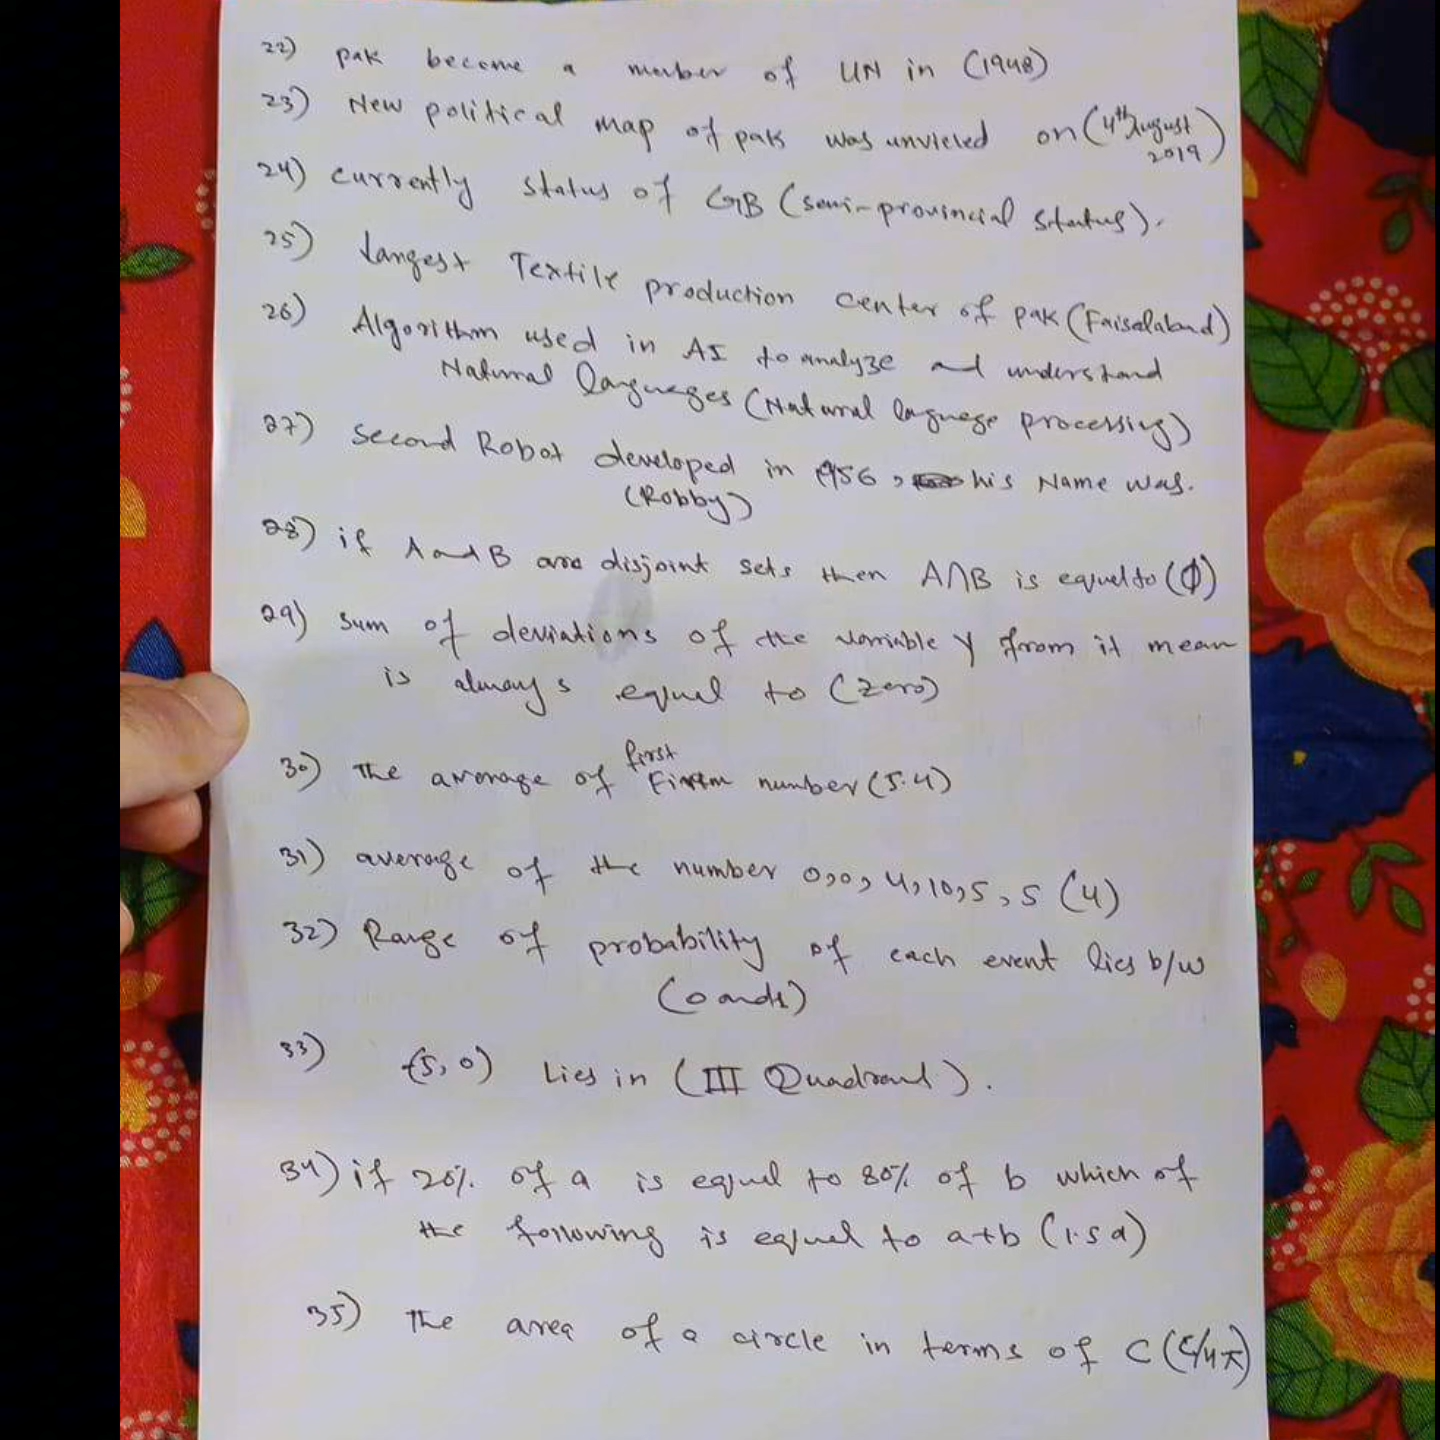 22) Pak become a member of UN in (1948)
23) New political map of pak was unvieled on (4th August 2019)
24) currently status of GB (semi-provincial status).
25) Largest Textile production center of pak (Faisalabad)
26) Algorithm used in AI to analyze and understand
Natural languages (Natural laguage processing)
27) Second Robot developed in 1956, his Name was.
(Robby)
28) if A and B are disjoint sets then A∩B is equal to (ϕ)
29) Sum of deviations of the variable Y from it mean
is always equal to (zero)
30) The average of first number (5.4)
31) average of the number 0,0,4,10,5,5 (4)
32) Range of probability of each event lies b/w
(0 and 1)
33) (-5,0) Lies in (III Quadrant).
34) if 20% of a is equal to 80% of b which of
the following is equal to a+b (1.5a)
35) The area of a circle in terms of C (C/4π)